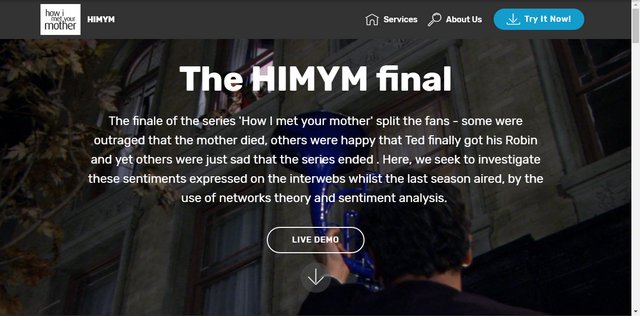 how i
met your
mother
HIMYM
Services
About Us
Try It Now!
The HIMYM final
The finale of the series 'How I met your mother' split the fans - some were
outraged that the mother died, others were happy that Ted finally got his Robin
and yet others were just sad that the series ended . Here, we seek to investigate
these sentiments expressed on the interwebs whilst the last season aired, by the
use of networks theory and sentiment analysis.
LIVE DEMO